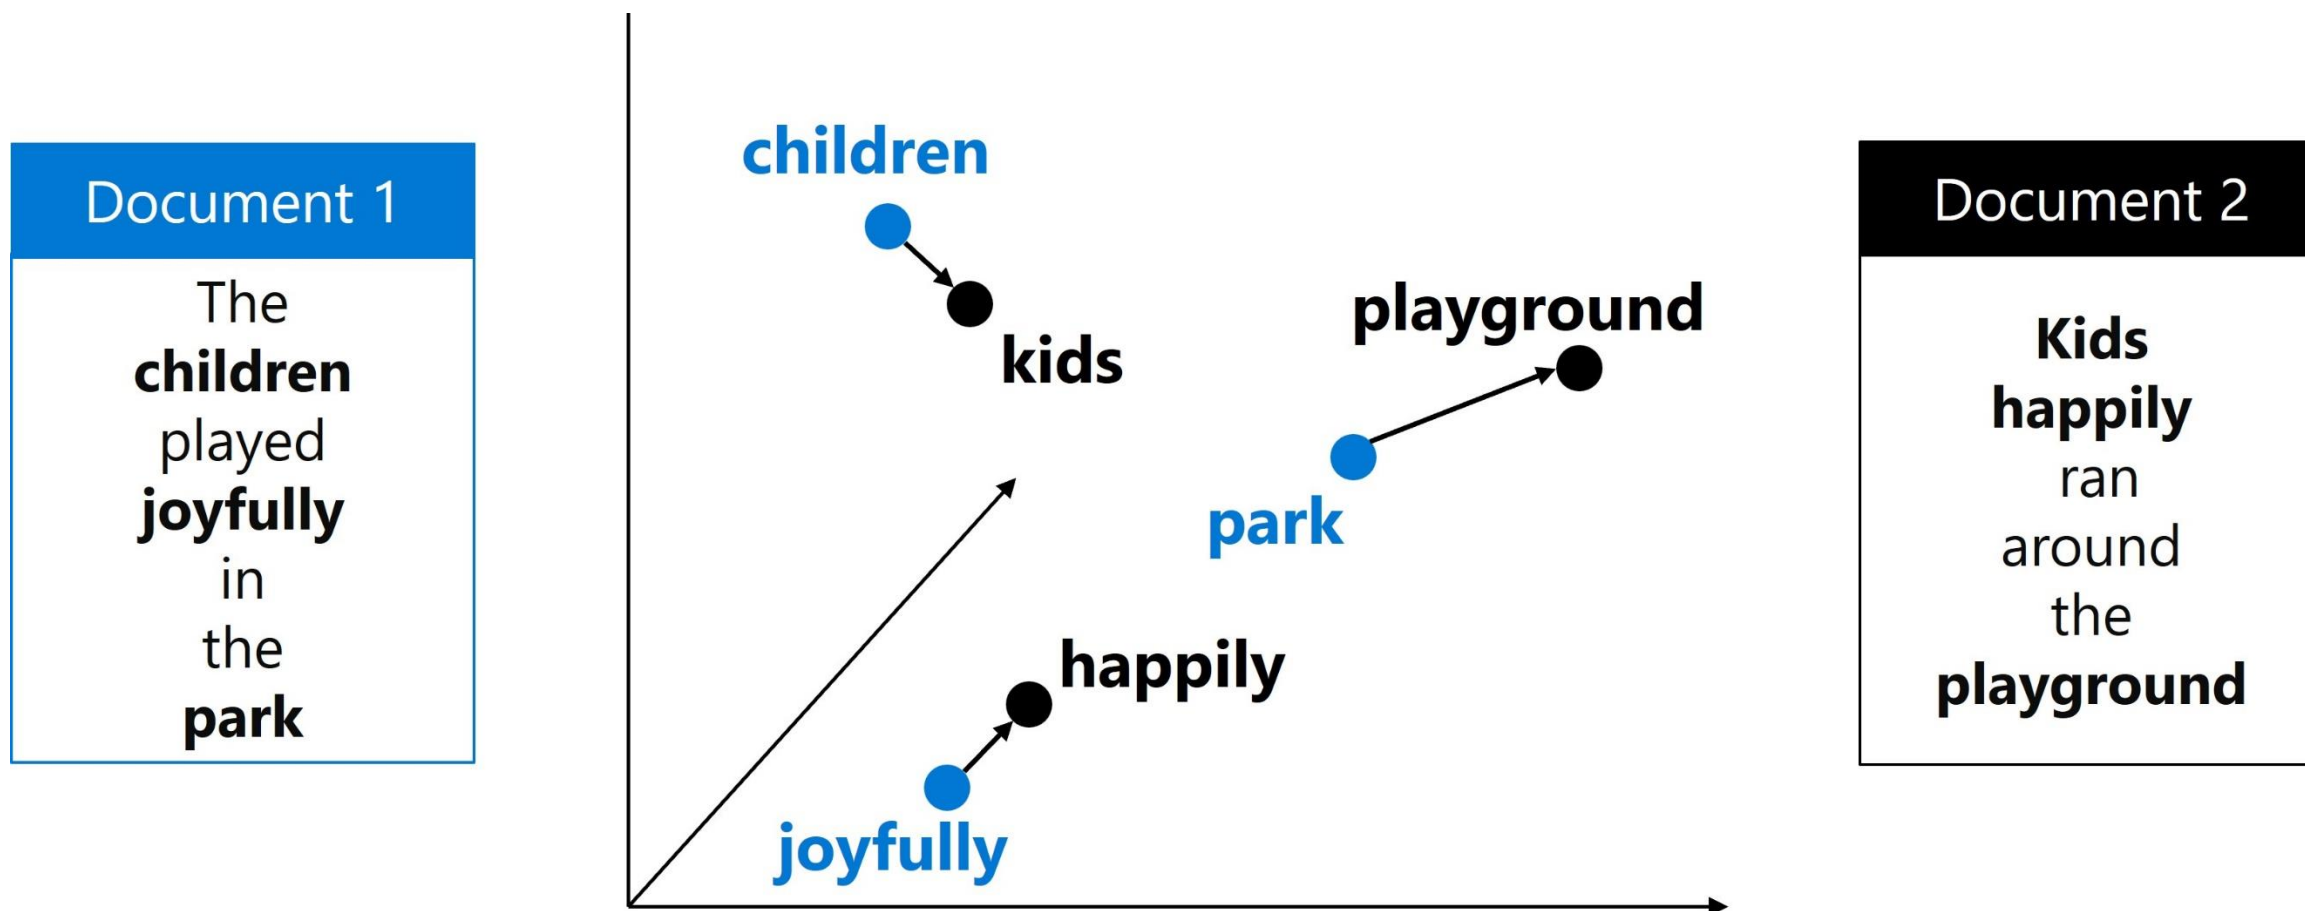 Document 1
The
children
played
joyfully
in
the
park
children
kids
playground
park
happily
joyfully
Document 2
Kids
happily
ran
around
the
playground